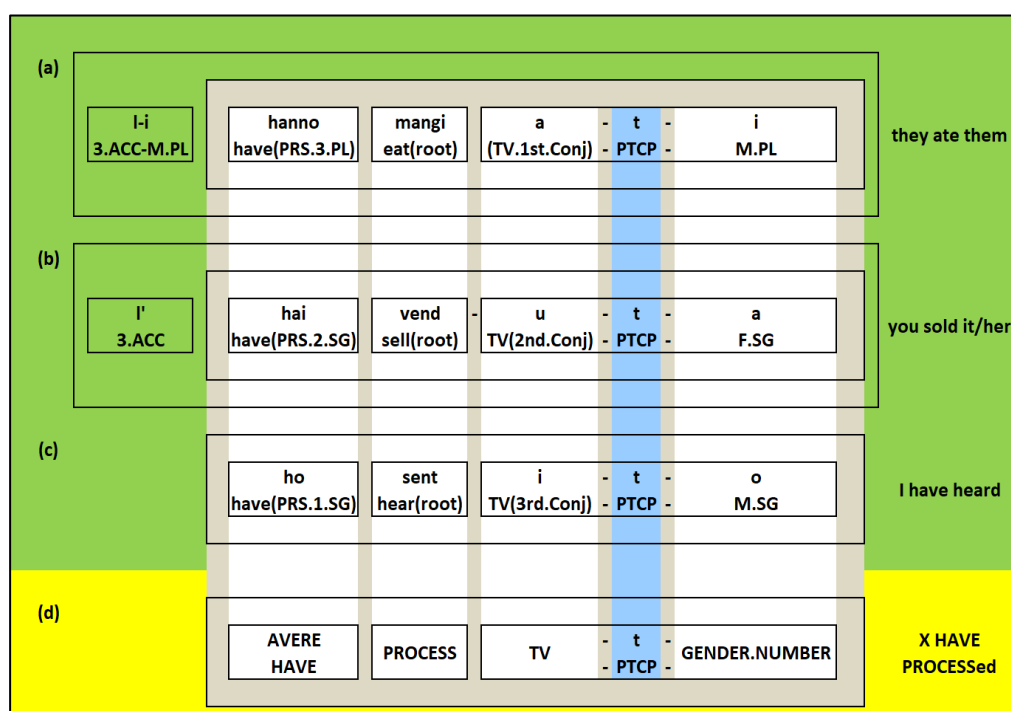 (a)
l-i hanno mangi a - t - i
3.ACC-M.PL have(PRS.3.PL) eat(root) (TV.1st.Conj) - PTCP - M.PL
they ate them
(b)
l' hai vend - u - t - a
3.ACC have(PRS.2.SG) sell(root) TV(2nd.Conj) - PTCP - F.SG
you sold it/her
(c)
ho sent i - t - o
have(PRS.1.SG) hear(root) TV(3rd.Conj) - PTCP - M.SG
I have heard
(d)
AVERE PROCESS TV - t - GENDER.NUMBER
HAVE - PTCP -
X HAVE
PROCESSed